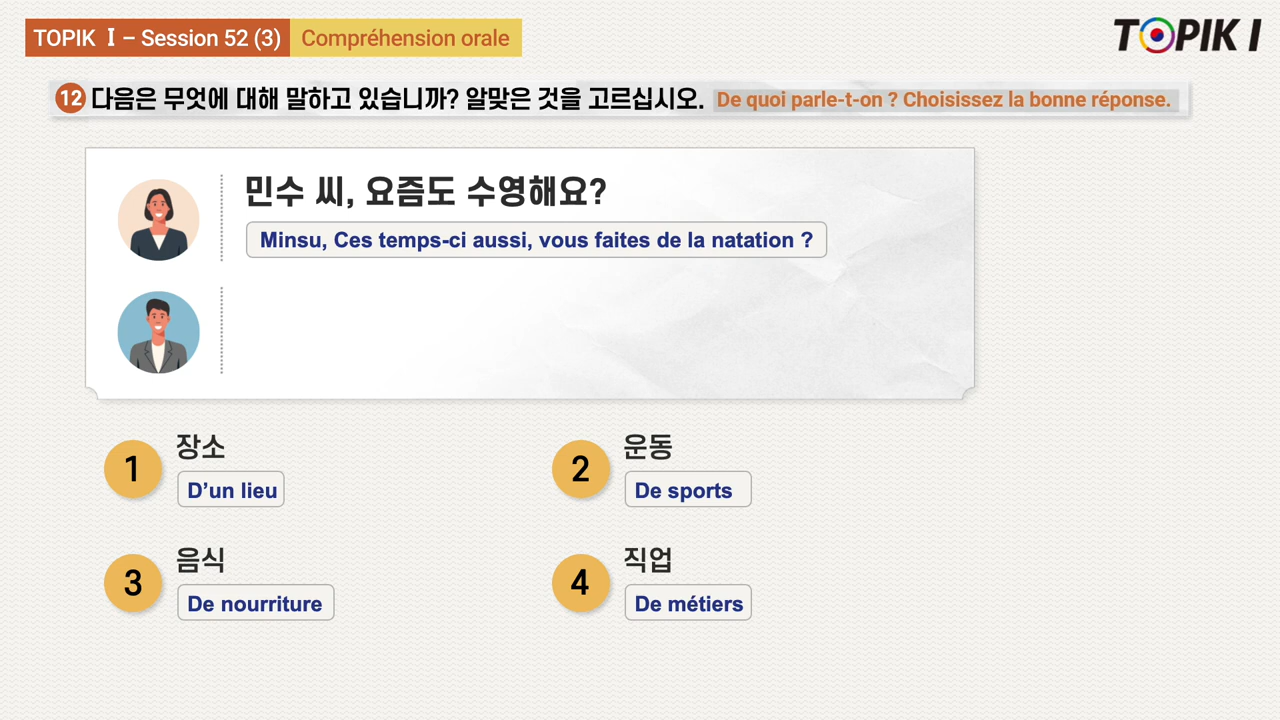 TOPIK Ⅰ – Session 52 (3) Compréhension orale
TOPIK I
12 다음은 무엇에 대해 말하고 있습니까? 알맞은 것을 고르십시오. De quoi parle-t-on ? Choisissez la bonne réponse.
민수 씨, 요즘도 수영해요?
Minsu, Ces temps-ci aussi, vous faites de la natation ?
1 장소
D’un lieu
2 운동
De sports
3 음식
De nourriture
4 직업
De métiers